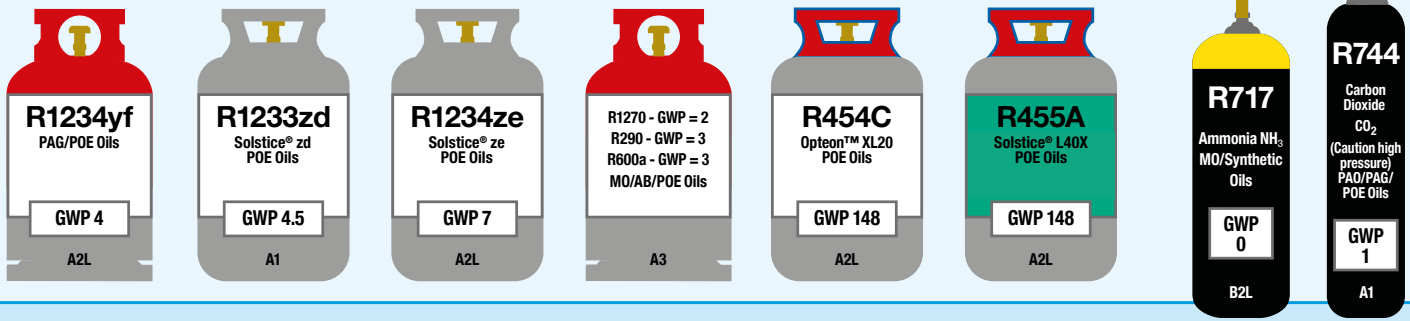 R1234yf
PAG/POE Oils
GWP 4
A2L
R1233zd
Solstice® zd
POE Oils
GWP 4.5
A1
R1234ze
Solstice® ze
POE Oils
GWP 7
A2L
R1270 - GWP = 2
R290 - GWP = 3
R600a - GWP = 3
MO/AB/POE Oils
A3
R454C
Opteon™ XL20
POE Oils
GWP 148
A2L
R455A
Solstice® L40X
POE Oils
GWP 148
A2L
R717
Ammonia NH₃
MO/Synthetic
Oils
GWP
0
B2L
R744
Carbon
Dioxide
CO₂
(Caution high
pressure)
PAO/PAG/
POE Oils
GWP
1
A1